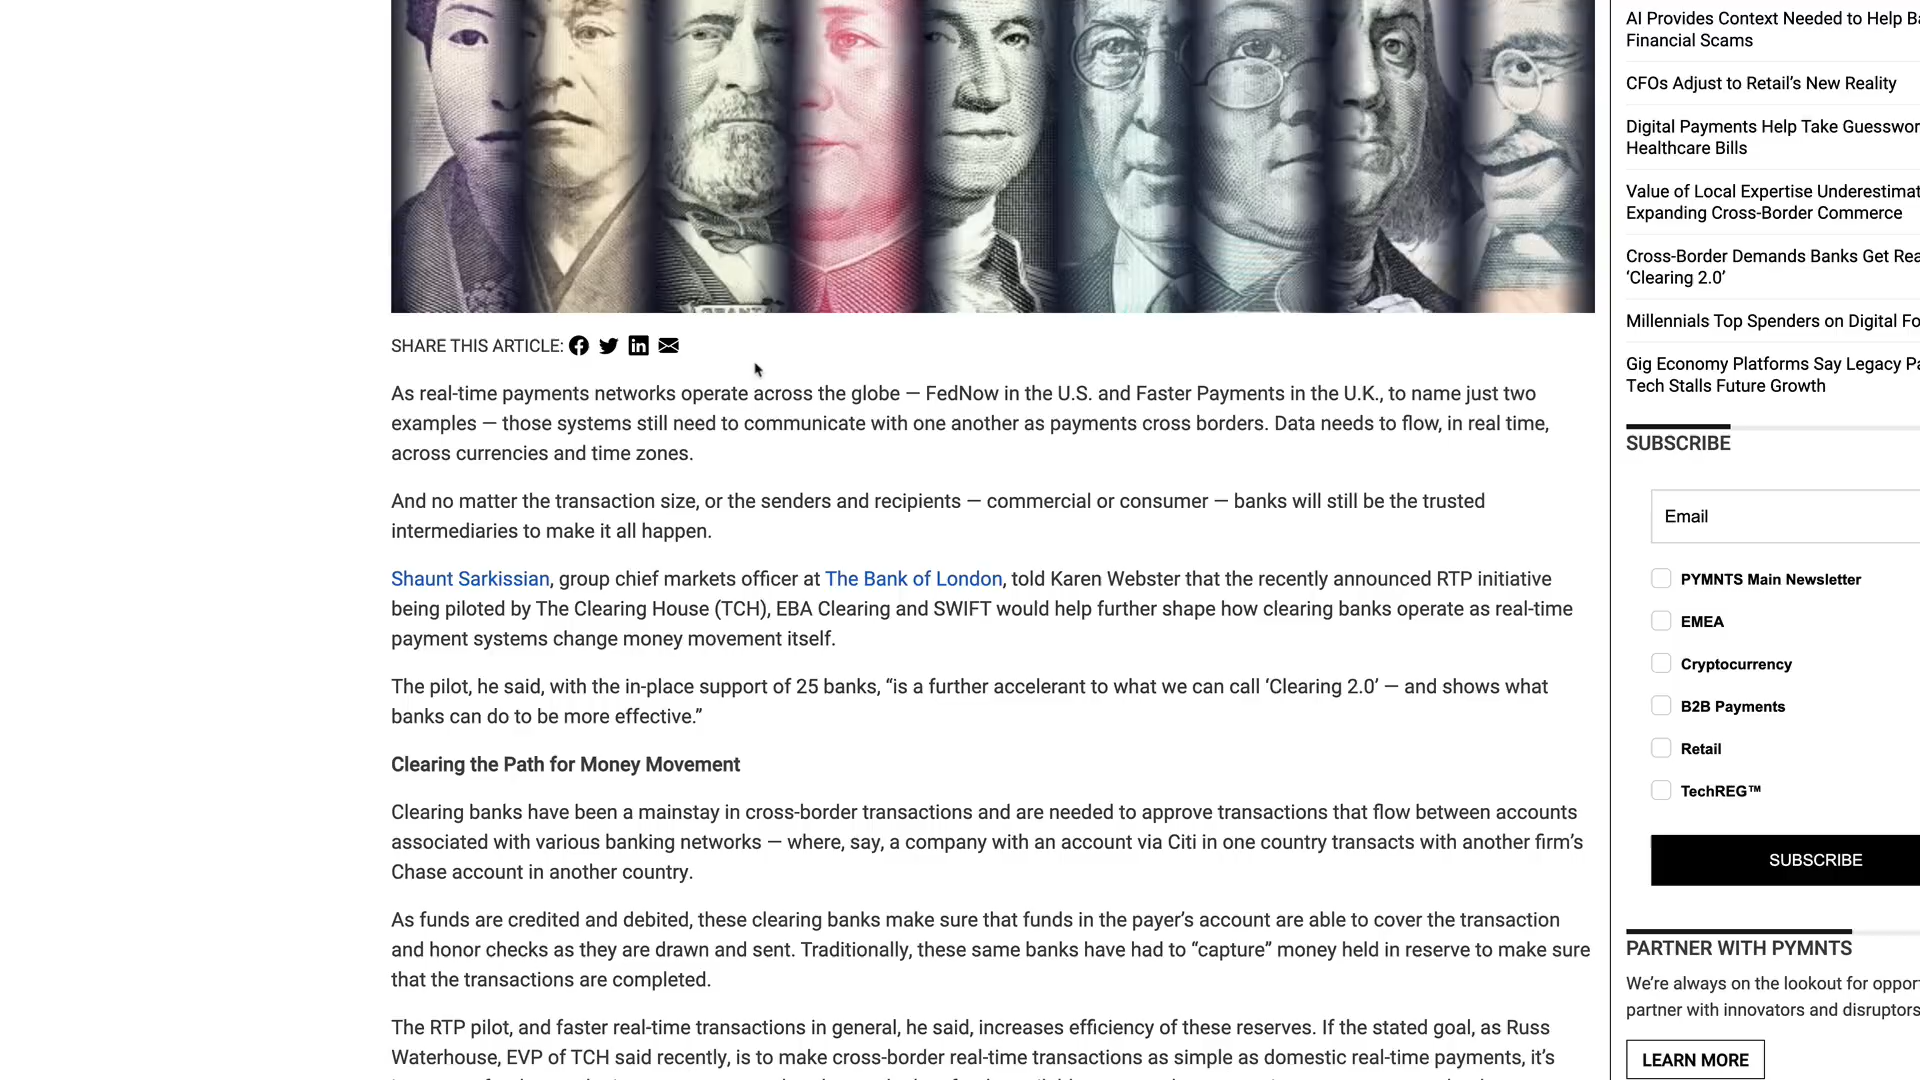 GRANT
SHARE THIS ARTICLE:
As real-time payments networks operate across the globe — FedNow in the U.S. and Faster Payments in the U.K., to name just two
examples — those systems still need to communicate with one another as payments cross borders. Data needs to flow, in real time,
across currencies and time zones.
And no matter the transaction size, or the senders and recipients — commercial or consumer — banks will still be the trusted
intermediaries to make it all happen.
Shaunt Sarkissian, group chief markets officer at The Bank of London, told Karen Webster that the recently announced RTP initiative
being piloted by The Clearing House (TCH), EBA Clearing and SWIFT would help further shape how clearing banks operate as real-time
payment systems change money movement itself.
The pilot, he said, with the in-place support of 25 banks, “is a further accelerant to what we can call ‘Clearing 2.0’ — and shows what
banks can do to be more effective.”
Clearing the Path for Money Movement
Clearing banks have been a mainstay in cross-border transactions and are needed to approve transactions that flow between accounts
associated with various banking networks — where, say, a company with an account via Citi in one country transacts with another firm’s
Chase account in another country.
As funds are credited and debited, these clearing banks make sure that funds in the payer’s account are able to cover the transaction
and honor checks as they are drawn and sent. Traditionally, these same banks have had to “capture” money held in reserve to make sure
that the transactions are completed.
The RTP pilot, and faster real-time transactions in general, he said, increases efficiency of these reserves. If the stated goal, as Russ
Waterhouse, EVP of TCH said recently, is to make cross-border real-time transactions as simple as domestic real-time payments, it’s
AI Provides Context Needed to Help
Financial Scams
CFOs Adjust to Retail’s New Reality
Digital Payments Help Take
Healthcare Bills
Value of Local Expertise
Expanding Cross-Border Commerce
Cross-Border Demands Banks Get
‘Clearing 2.0’
Millennials Top Spenders on Digital
Gig Economy Platforms Say Legacy
Tech Stalls Future Growth
SUBSCRIBE
Email
PYMNTS Main Newsletter
EMEA
Cryptocurrency
B2B Payments
Retail
TechREG™
SUBSCRIBE
PARTNER WITH PYMNTS
We’re always on the lookout for
partner with innovators and disruptors
LEARN MORE